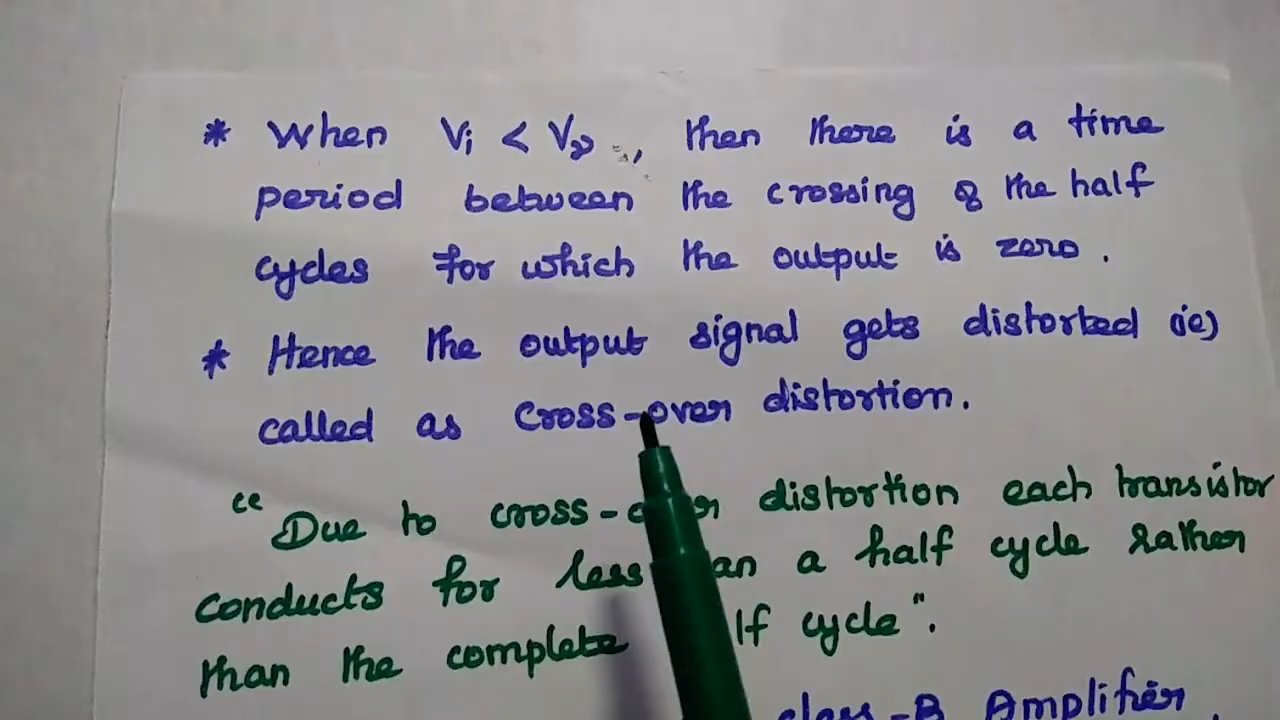 * When Vi < Vγ , then there is a time
period between the crossing of the half
cycles for which the output is zero .
* Hence the output signal gets distorted (ie)
called as Cross-over distortion.
" Due to cross- distortion each transistor
conducts for less a half cycle rather
than the complete cycle ".
class-B Amplifier .